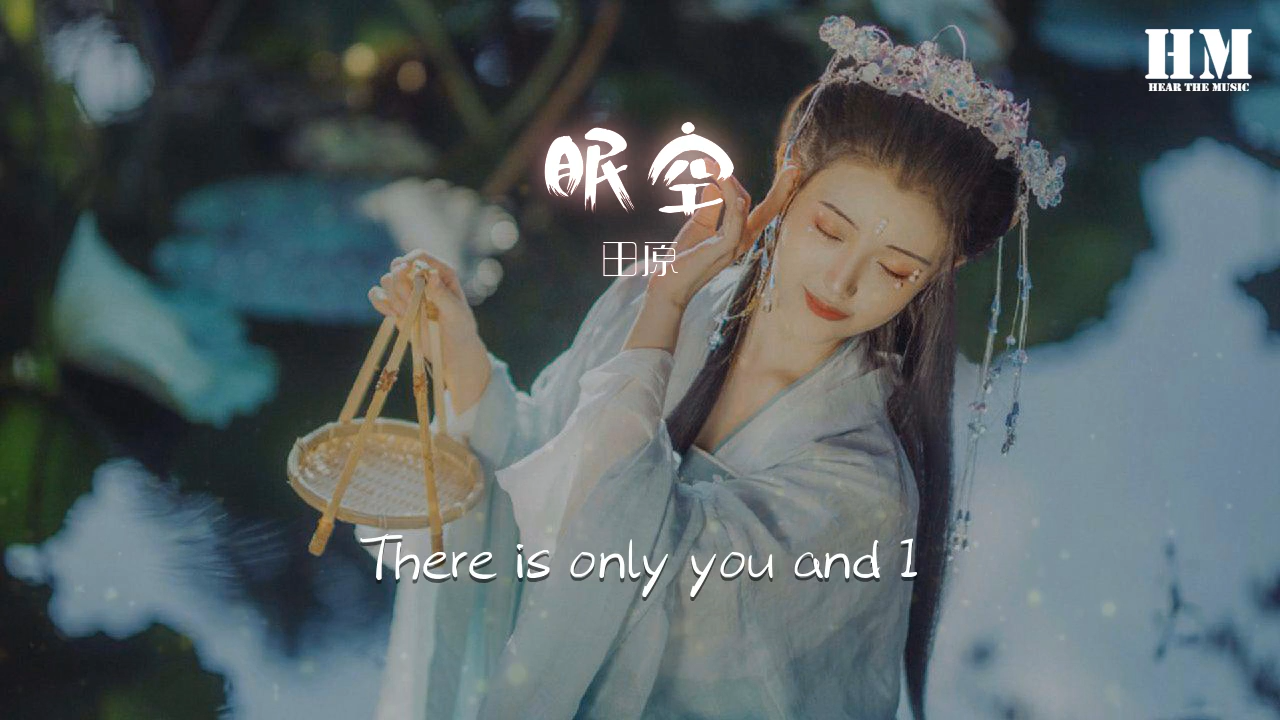 HM
HEAR THE MUSIC
眠空
田原
There is only you and I